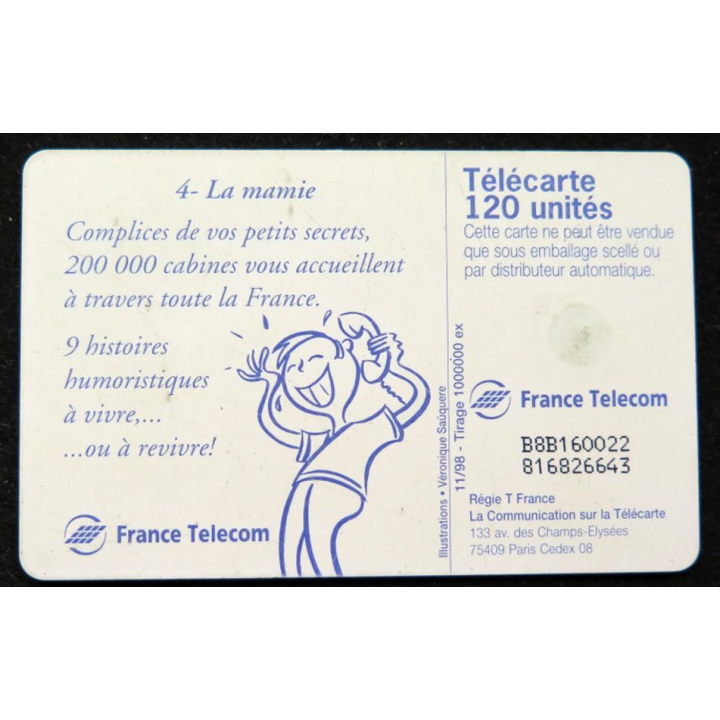 4- La mamie
Complices de vos petits secrets,
200 000 cabines vous accueillent
à travers toute la France.
9 histoires
humoristiques
à vivre,...
...ou à revivre!
France Telecom
Illustrations • Véronique Saüquere
11/98 - Tirage 1000000 ex
Télécarte
120 unités
Cette carte ne peut être vendue
que sous emballage scellé ou
par distributeur automatique.
France Telecom
B8B160022
816826643
Régie T France
La Communication sur la Télécarte
133 av. des Champs-Elysées
75409 Paris Cedex 08